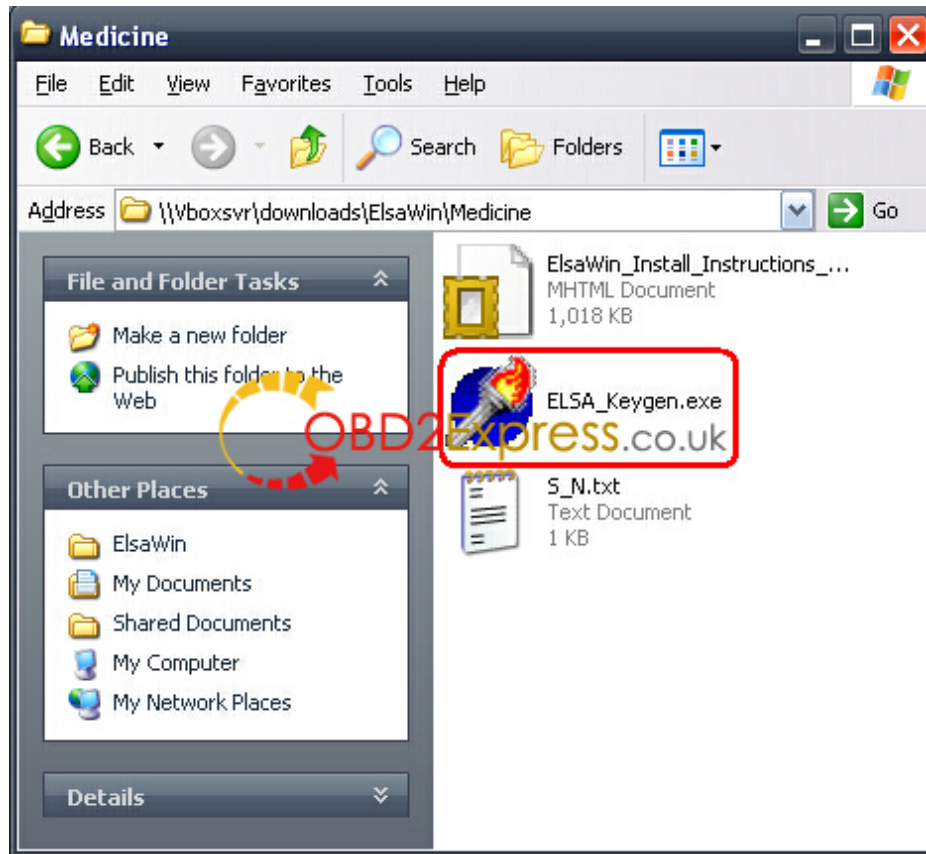 Medicine
File Edit View Favorites Tools Help
Back Search Folders
Address \\Vboxsvr\downloads\ElsaWin\Medicine Go
File and Folder Tasks
Make a new folder
Publish this folder to the
Web
Other Places
ElsaWin
My Documents
Shared Documents
My Computer
My Network Places
Details
ElsaWin_Install_Instructions_...
MHTML Document
1,018 KB
ELSA_Keygen.exe
S_N.txt
Text Document
1 KB
OBD2Express.co.uk